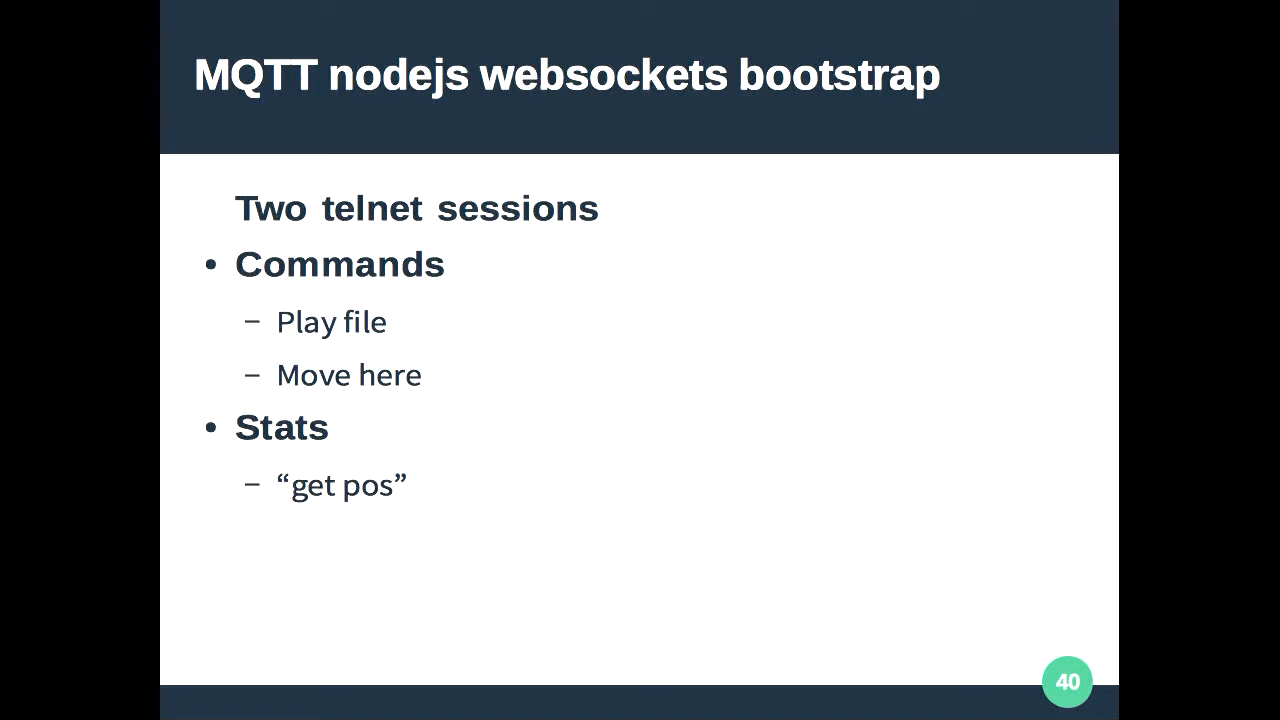 MQTT nodejs websockets bootstrap
Two telnet sessions
• Commands
– Play file
– Move here
• Stats
– “get pos”
40